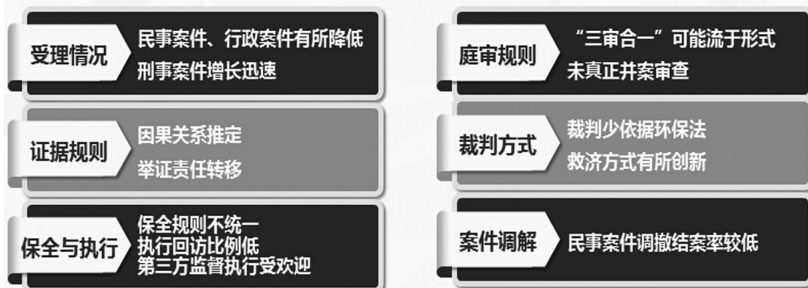 受理情况
民事案件、行政案件有所降低
刑事案件增长迅速
证据规则
因果关系推定
举证责任转移
保全与执行
保全规则不统一
执行回访比例低
第三方监督执行受欢迎
庭审规则
“三审合一”可能流于形式
未真正并案审查
裁判方式
裁判少依据环保法
救济方式有所创新
案件调解
民事案件调撤结案率较低